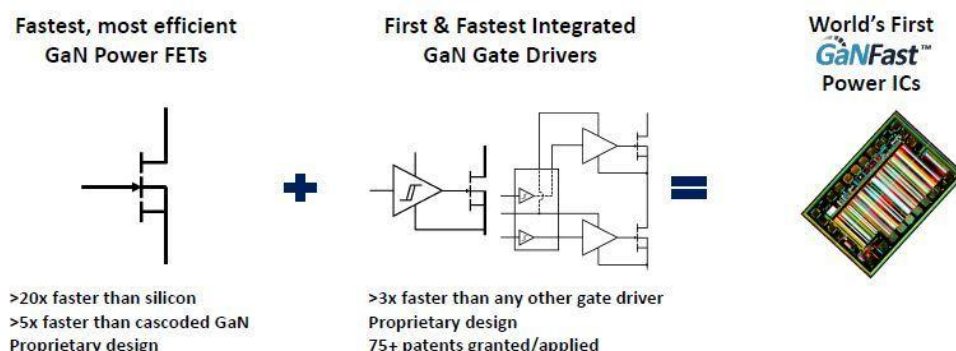 Fastest, most efficient
GaN Power FETs
First & Fastest Integrated
GaN Gate Drivers
World's First
GaNFast™
Power ICs
>20x faster than silicon
>5x faster than cascoded GaN
Proprietary design
>3x faster than any other gate driver
Proprietary design
75+ patents granted/applied